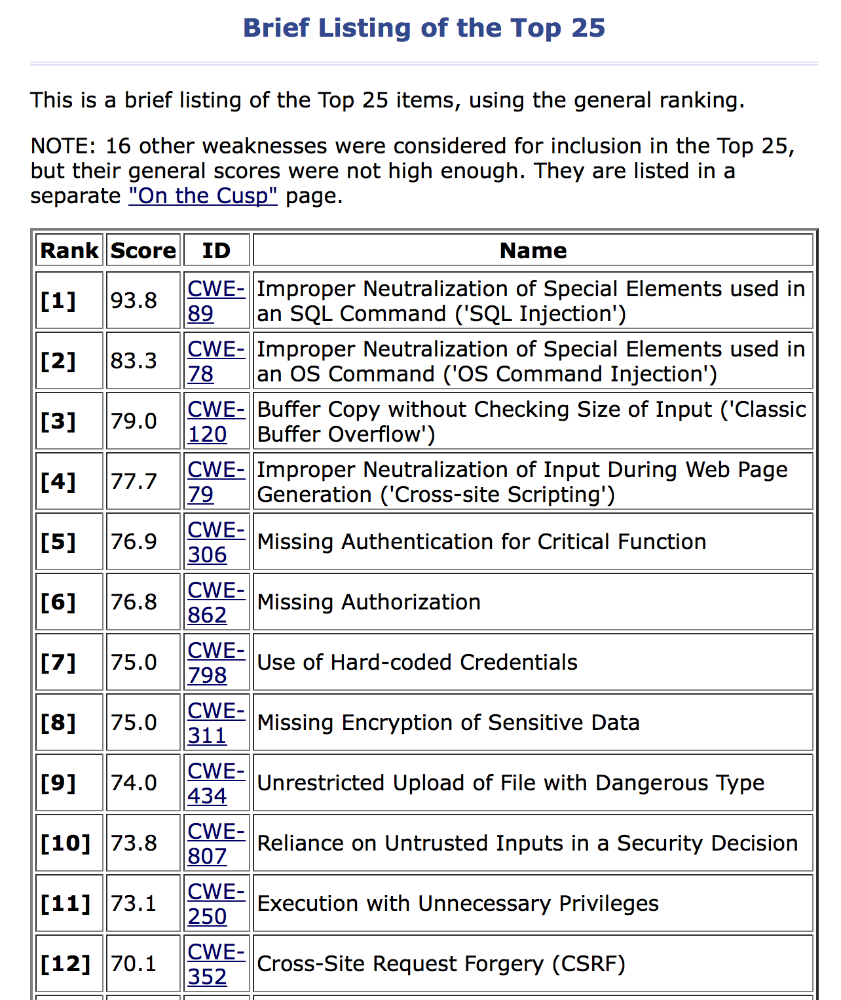 Brief Listing of the Top 25
This is a brief listing of the Top 25 items, using the general ranking.
NOTE: 16 other weaknesses were considered for inclusion in the Top 25,
but their general scores were not high enough. They are listed in a
separate "On the Cusp" page.
Rank Score ID Name
[1] 93.8 CWE-
89 Improper Neutralization of Special Elements used in
an SQL Command ('SQL Injection')
[2] 83.3 CWE-
78 Improper Neutralization of Special Elements used in
an OS Command ('OS Command Injection')
[3] 79.0 CWE-
120 Buffer Copy without Checking Size of Input ('Classic
Buffer Overflow')
[4] 77.7 CWE-
79 Improper Neutralization of Input During Web Page
Generation ('Cross-site Scripting')
[5] 76.9 CWE-
306 Missing Authentication for Critical Function
[6] 76.8 CWE-
862 Missing Authorization
[7] 75.0 CWE-
798 Use of Hard-coded Credentials
[8] 75.0 CWE-
311 Missing Encryption of Sensitive Data
[9] 74.0 CWE-
434 Unrestricted Upload of File with Dangerous Type
[10] 73.8 CWE-
807 Reliance on Untrusted Inputs in a Security Decision
[11] 73.1 CWE-
250 Execution with Unnecessary Privileges
[12] 70.1 CWE-
352 Cross-Site Request Forgery (CSRF)